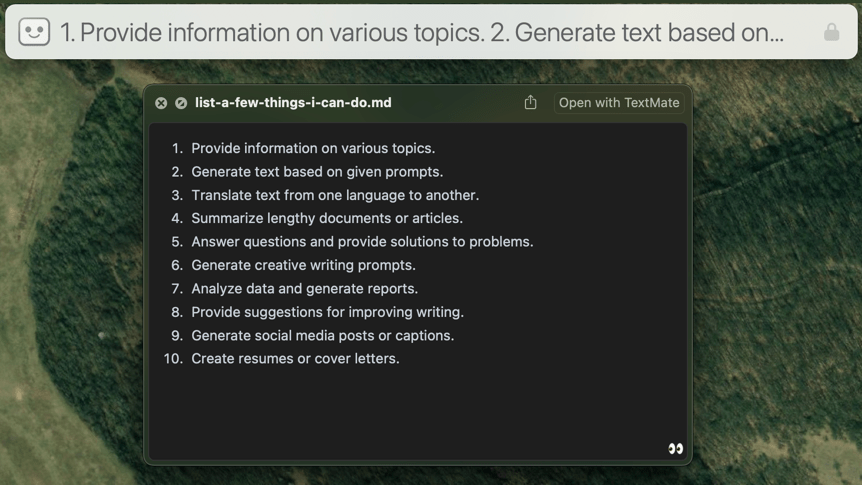 1. Provide information on various topics. 2. Generate text based on...
list-a-few-things-i-can-do.md
Open with TextMate
1. Provide information on various topics.
2. Generate text based on given prompts.
3. Translate text from one language to another.
4. Summarize lengthy documents or articles.
5. Answer questions and provide solutions to problems.
6. Generate creative writing prompts.
7. Analyze data and generate reports.
8. Provide suggestions for improving writing.
9. Generate social media posts or captions.
10. Create resumes or cover letters.